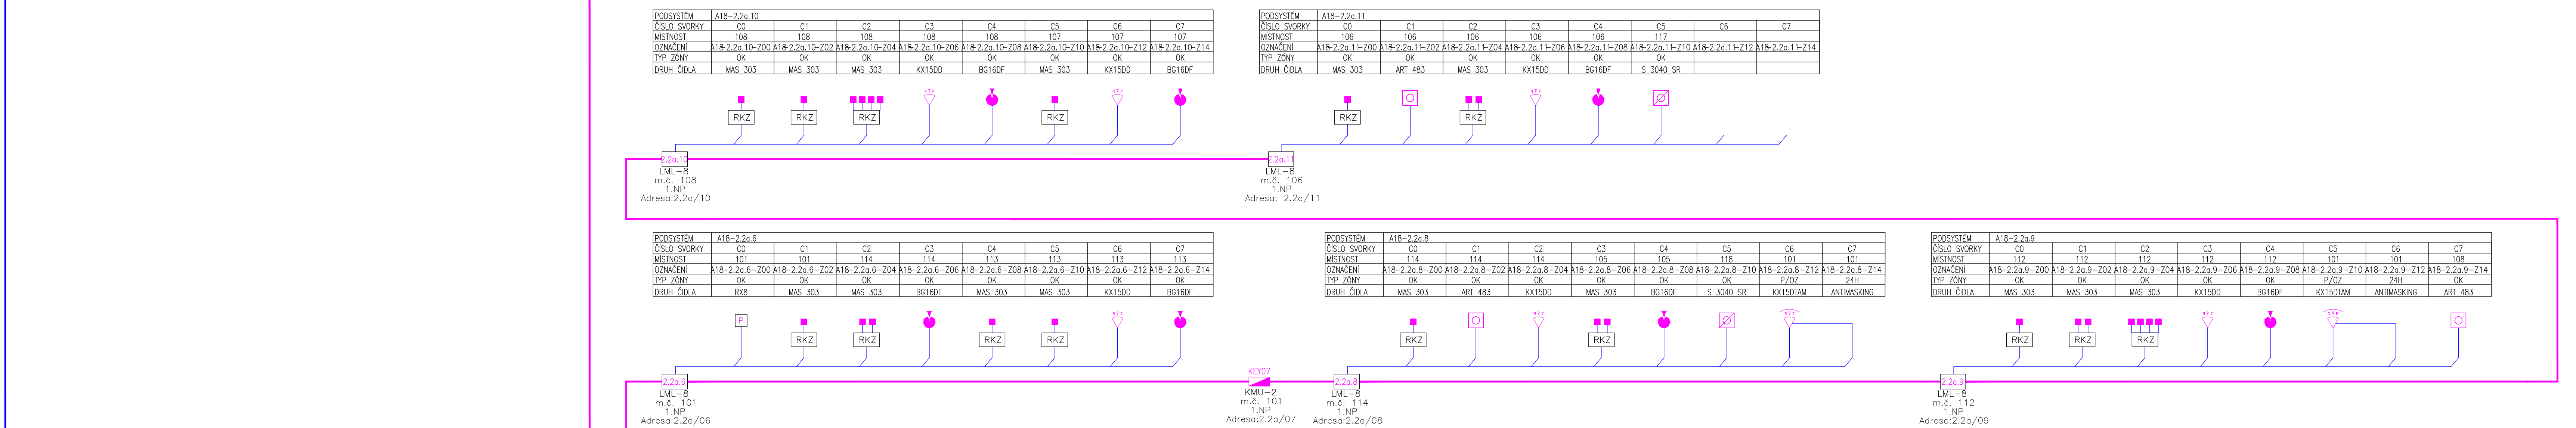 PODSYSTÉM A18-2.2a.10
ČÍSLO SVORKY C0 C1 C2 C3 C4 C5 C6 C7
MÍSTNOST 108 108 108 108 108 107 107 107
OZNAČENÍ A18-2.2a.10-Z00 A18-2.2a.10-Z02 A18-2.2a.10-Z04 A18-2.2a.10-Z06 A18-2.2a.10-Z08 A18-2.2a.10-Z10 A18-2.2a.10-Z12 A18-2.2a.10-Z14
TYP ZÓNY OK OK OK OK OK OK OK OK
DRUH ČIDLA MAS 303 MAS 303 MAS 303 KX15DD BG16DF MAS 303 KX15DD BG16DF
RKZ RKZ RKZ RKZ
2.2a.10
LML-8
m.č. 108
1.NP
Adresa:2.2a/10
PODSYSTÉM A18-2.2a.11
ČÍSLO SVORKY C0 C1 C2 C3 C4 C5 C6 C7
MÍSTNOST 106 106 106 106 106 117
OZNAČENÍ A18-2.2a.11-Z00 A18-2.2a.11-Z02 A18-2.2a.11-Z04 A18-2.2a.11-Z06 A18-2.2a.11-Z08 A18-2.2a.11-Z10 A18-2.2a.11-Z12 A18-2.2a.11-Z14
TYP ZÓNY OK OK OK OK OK OK
DRUH ČIDLA MAS 303 ART 483 MAS 303 KX15DD BG16DF S 3040 SR
RKZ RKZ
2.2a.11
LML-8
m.č. 106
1.NP
Adresa: 2.2a/11
PODSYSTÉM A18-2.2a.6
ČÍSLO SVORKY C0 C1 C2 C3 C4 C5 C6 C7
MÍSTNOST 101 101 114 114 113 113 113 113
OZNAČENÍ A18-2.2a.6-Z00 A18-2.2a.6-Z02 A18-2.2a.6-Z04 A18-2.2a.6-Z06 A18-2.2a.6-Z08 A18-2.2a.6-Z10 A18-2.2a.6-Z12 A18-2.2a.6-Z14
TYP ZÓNY OK OK OK OK OK OK OK OK
DRUH ČIDLA RX8 MAS 303 MAS 303 BG16DF MAS 303 MAS 303 KX15DD BG16DF
P RKZ RKZ RKZ RKZ
2.2a.6
LML-8
m.č. 101
1.NP
Adresa:2.2a/06
KEY07
KMU-2
m.č. 101
1.NP
Adresa:2.2a/07
PODSYSTÉM A18-2.2a.8
ČÍSLO SVORKY C0 C1 C2 C3 C4 C5 C6 C7
MÍSTNOST 114 114 114 105 105 118 101 101
OZNAČENÍ A18-2.2a.8-Z00 A18-2.2a.8-Z02 A18-2.2a.8-Z04 A18-2.2a.8-Z06 A18-2.2a.8-Z08 A18-2.2a.8-Z10 A18-2.2a.8-Z12 A18-2.2a.8-Z14
TYP ZÓNY OK OK OK OK OK OK P/OZ 24H
DRUH ČIDLA MAS 303 ART 483 KX15DD MAS 303 BG16DF S 3040 SR KX15DTAM ANTIMASKING
RKZ RKZ
2.2a.8
LML-8
m.č. 114
1.NP
Adresa:2.2a/08
PODSYSTÉM A18-2.2a.9
ČÍSLO SVORKY C0 C1 C2 C3 C4 C5 C6 C7
MÍSTNOST 112 112 112 112 112 101 101 108
OZNAČENÍ A18-2.2a.9-Z00 A18-2.2a.9-Z02 A18-2.2a.9-Z04 A18-2.2a.9-Z06 A18-2.2a.9-Z08 A18-2.2a.9-Z10 A18-2.2a.9-Z12 A18-2.2a.9-Z14
TYP ZÓNY OK OK OK OK OK P/OZ 24H OK
DRUH ČIDLA MAS 303 MAS 303 MAS 303 KX15DD BG16DF KX15DTAM ANTIMASKING ART 483
RKZ RKZ RKZ
2.2a.9
LML-8
m.č. 112
1.NP
Adresa:2.2a/09